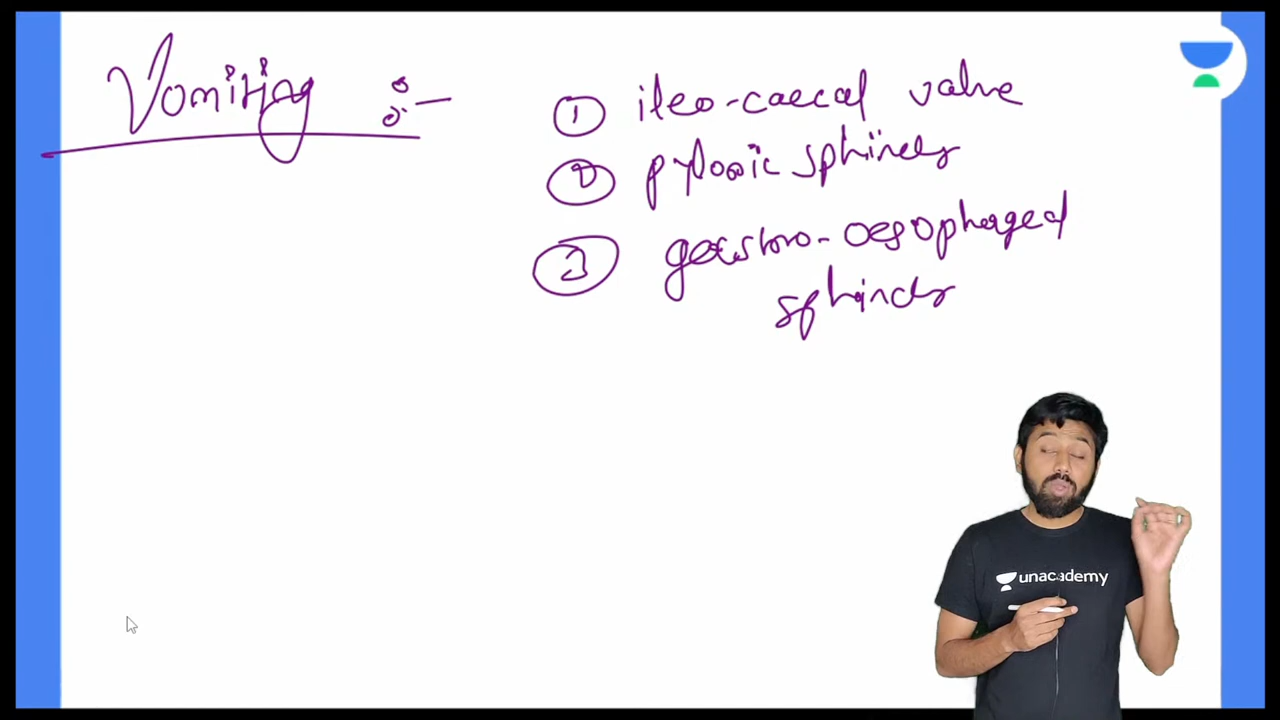 Vomiting :-
① ileo-caecal valve
② pyloric sphincter
③ gastro-oesophageal
sphincter
unacademy